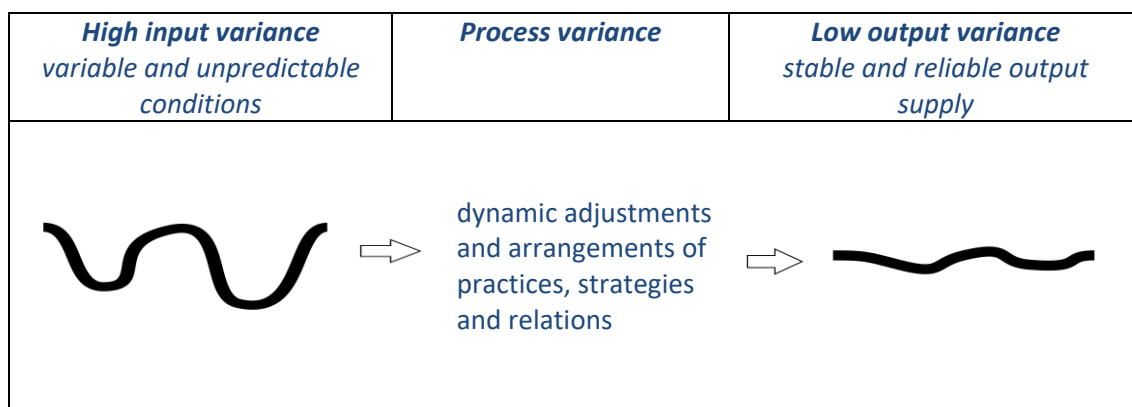 High input variance
variable and unpredictable
conditions
Process variance
Low output variance
stable and reliable output
supply
dynamic adjustments
and arrangements of
practices, strategies
and relations